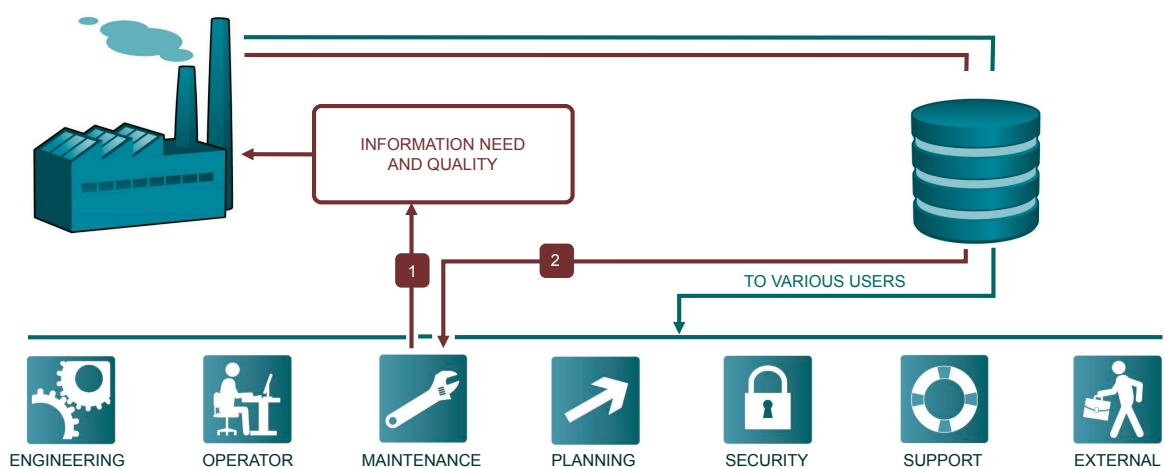 INFORMATION NEED
AND QUALITY
1
2
TO VARIOUS USERS
ENGINEERING
OPERATOR
MAINTENANCE
PLANNING
SECURITY
SUPPORT
EXTERNAL